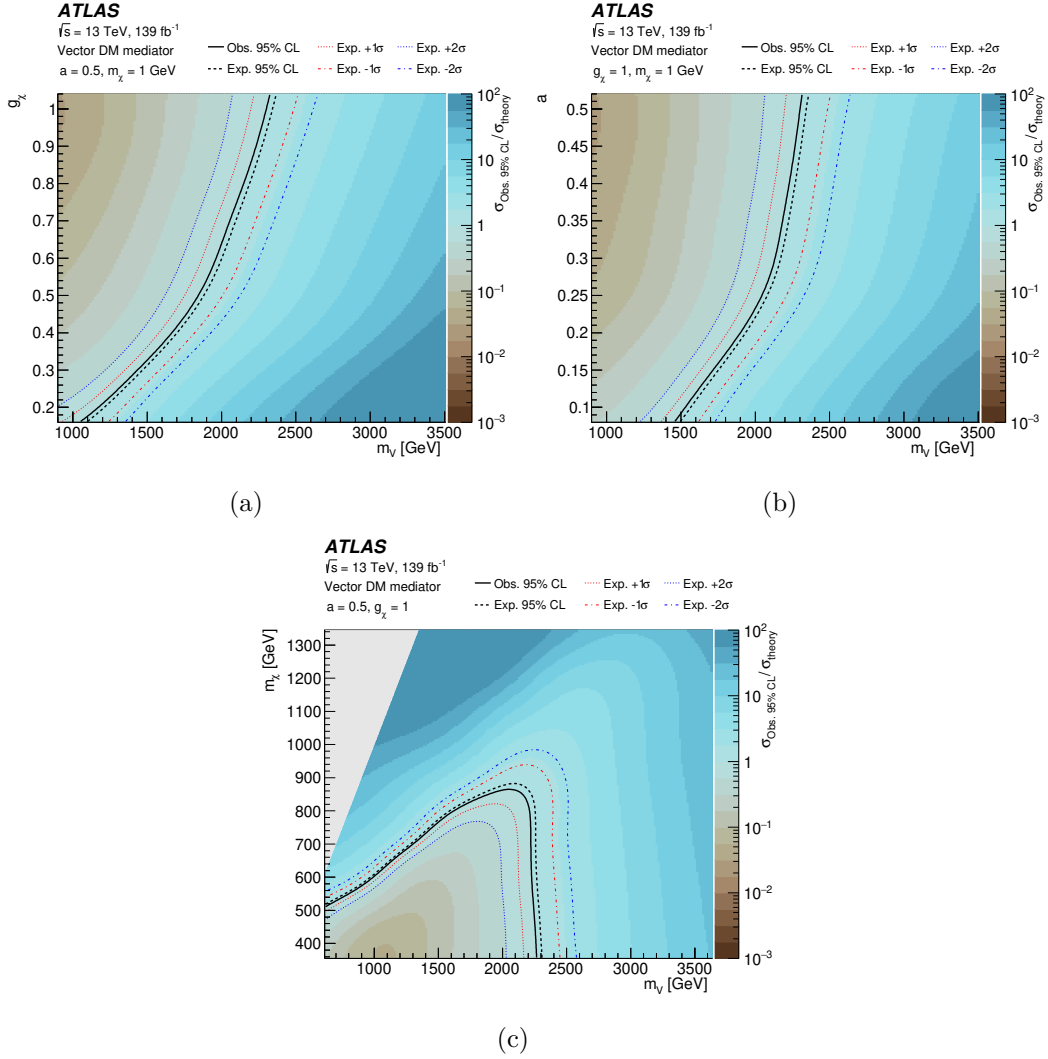 ATLAS
√s = 13 TeV, 139 fb⁻¹
Vector DM mediator
a = 0.5, mχ = 1 GeV
Obs. 95% CL
Exp. +1σ
Exp. +2σ
Exp. 95% CL
Exp. -1σ
Exp. -2σ
gχ
1
0.9
0.8
0.7
0.6
0.5
0.4
0.3
0.2
1000 1500 2000 2500 3000 3500
m_V [GeV]
10²
10
1
10⁻¹
10⁻²
10⁻³
σ_Obs. 95% CL/σ_theory
(a)
ATLAS
√s = 13 TeV, 139 fb⁻¹
Vector DM mediator
gχ = 1, mχ = 1 GeV
Obs. 95% CL
Exp. +1σ
Exp. +2σ
Exp. 95% CL
Exp. -1σ
Exp. -2σ
a
0.5
0.45
0.4
0.35
0.3
0.25
0.2
0.15
0.1
1000 1500 2000 2500 3000 3500
m_V [GeV]
10²
10
1
10⁻¹
10⁻²
10⁻³
σ_Obs. 95% CL/σ_theory
(b)
ATLAS
√s = 13 TeV, 139 fb⁻¹
Vector DM mediator
a = 0.5, gχ = 1
Obs. 95% CL
Exp. +1σ
Exp. +2σ
Exp. 95% CL
Exp. -1σ
Exp. -2σ
mχ [GeV]
1300
1200
1100
1000
900
800
700
600
500
400
1000 1500 2000 2500 3000 3500
m_V [GeV]
10²
10
1
10⁻¹
10⁻²
10⁻³
σ_Obs. 95% CL/σ_theory
(c)